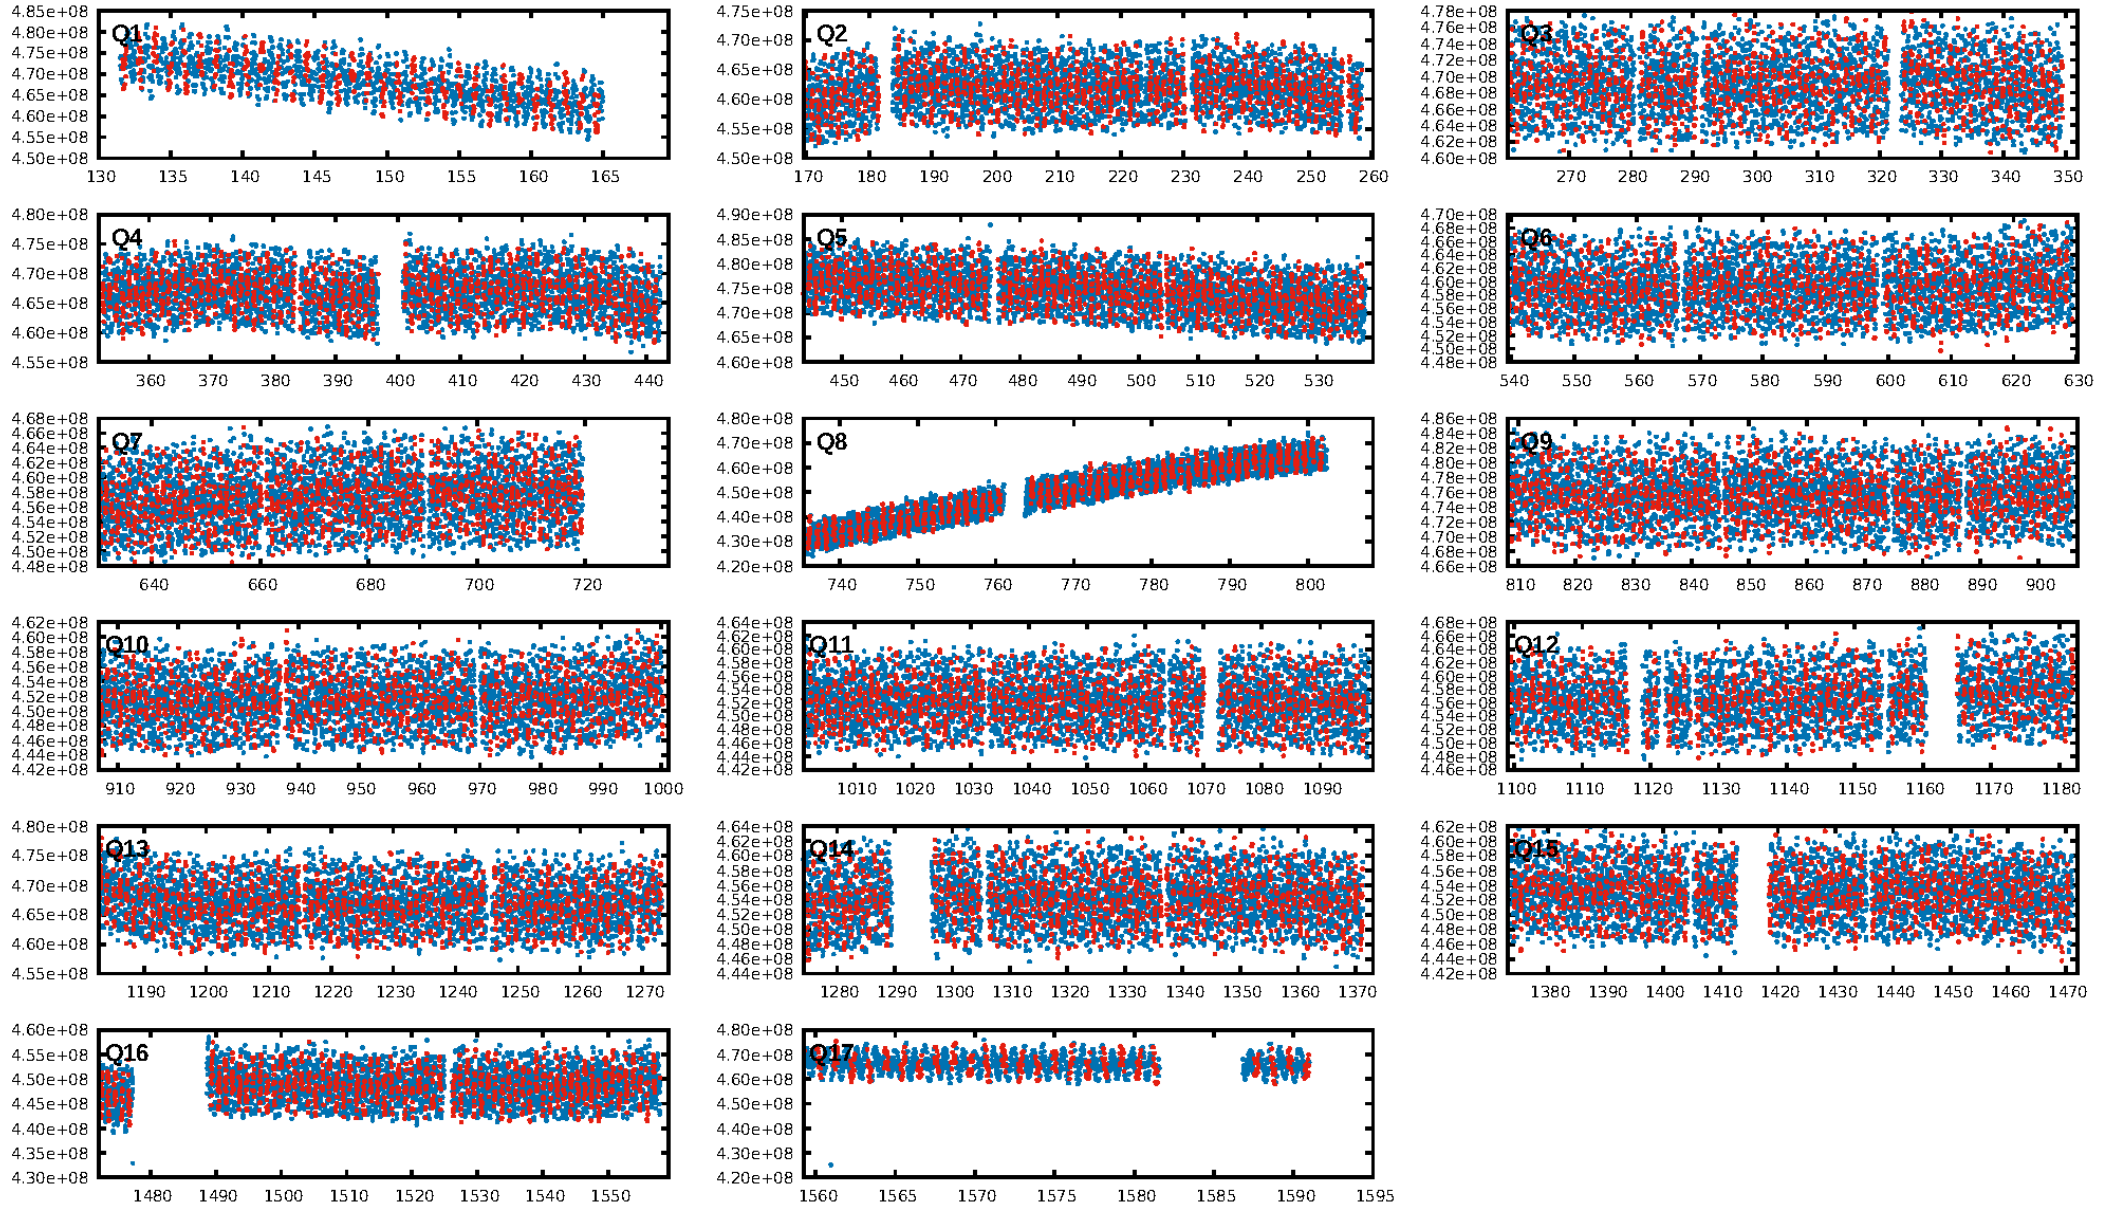 4.85e+08 4.80e+08 4.75e+08 4.70e+08 4.65e+08 4.60e+08 4.55e+08 4.50e+08
Q1
130 135 140 145 150 155 160 165
4.75e+08 4.70e+08 4.65e+08 4.60e+08 4.55e+08 4.50e+08
Q2
170 180 190 200 210 220 230 240 250 260
4.78e+08 4.76e+08 4.74e+08 4.72e+08 4.70e+08 4.68e+08 4.66e+08 4.64e+08 4.62e+08 4.60e+08
Q3
270 280 290 300 310 320 330 340 350
4.80e+08 4.75e+08 4.70e+08 4.65e+08 4.60e+08 4.55e+08
Q4
360 370 380 390 400 410 420 430 440
4.90e+08 4.85e+08 4.80e+08 4.75e+08 4.70e+08 4.65e+08 4.60e+08
Q5
450 460 470 480 490 500 510 520 530
4.70e+08 4.68e+08 4.66e+08 4.64e+08 4.62e+08 4.60e+08 4.58e+08 4.56e+08 4.54e+08 4.52e+08 4.50e+08 4.48e+08
Q6
540 550 560 570 580 590 600 610 620 630
4.68e+08 4.66e+08 4.64e+08 4.62e+08 4.60e+08 4.58e+08 4.56e+08 4.54e+08 4.52e+08 4.50e+08 4.48e+08
Q7
640 660 680 700 720
4.80e+08 4.70e+08 4.60e+08 4.50e+08 4.40e+08 4.30e+08 4.20e+08
Q8
740 750 760 770 780 790 800
4.86e+08 4.84e+08 4.82e+08 4.80e+08 4.78e+08 4.76e+08 4.74e+08 4.72e+08 4.70e+08 4.68e+08 4.66e+08
Q9
810 820 830 840 850 860 870 880 890 900
4.62e+08 4.60e+08 4.58e+08 4.56e+08 4.54e+08 4.52e+08 4.50e+08 4.48e+08 4.46e+08 4.44e+08 4.42e+08
Q10
910 920 930 940 950 960 970 980 990 1000
4.64e+08 4.62e+08 4.60e+08 4.58e+08 4.56e+08 4.54e+08 4.52e+08 4.50e+08 4.48e+08 4.46e+08 4.44e+08 4.42e+08
Q11
1010 1020 1030 1040 1050 1060 1070 1080 1090
4.68e+08 4.66e+08 4.64e+08 4.62e+08 4.60e+08 4.58e+08 4.56e+08 4.54e+08 4.52e+08 4.50e+08 4.48e+08 4.46e+08
Q12
1100 1110 1120 1130 1140 1150 1160 1170 1180
4.80e+08 4.75e+08 4.70e+08 4.65e+08 4.60e+08 4.55e+08
Q13
1190 1200 1210 1220 1230 1240 1250 1260 1270
4.64e+08 4.62e+08 4.60e+08 4.58e+08 4.56e+08 4.54e+08 4.52e+08 4.50e+08 4.48e+08 4.46e+08 4.44e+08
Q14
1280 1290 1300 1310 1320 1330 1340 1350 1360 1370
4.62e+08 4.60e+08 4.58e+08 4.56e+08 4.54e+08 4.52e+08 4.50e+08 4.48e+08 4.46e+08 4.44e+08 4.42e+08
Q15
1380 1390 1400 1410 1420 1430 1440 1450 1460 1470
4.60e+08 4.55e+08 4.50e+08 4.45e+08 4.40e+08 4.35e+08 4.30e+08
Q16
1480 1490 1500 1510 1520 1530 1540 1550
4.80e+08 4.70e+08 4.60e+08 4.50e+08 4.40e+08 4.30e+08 4.20e+08
Q17
1560 1565 1570 1575 1580 1585 1590 1595